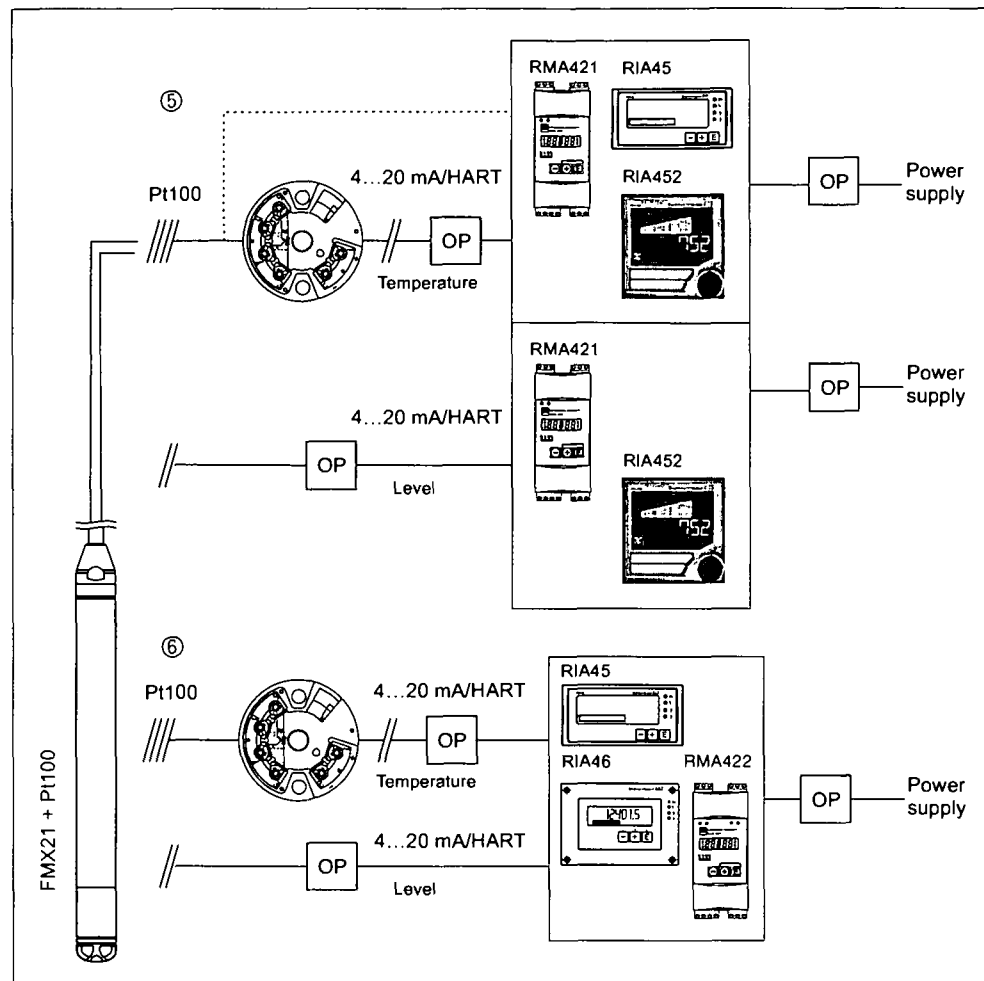 RMA421
RIA45
⑤
4...20 mA/HART
Pt100
OP
Power
supply
RIA452
OP
Temperature
752
RMA421
OP
Power
supply
4...20 mA/HART
RIA452
OP
Level
752
⑥
RIA45
Pt100
4...20 mA/HART
OP
Temperature
RIA46
RMA422
OP
Power
supply
12401.5
4...20 mA/HART
OP
Level
FMX21 + Pt100